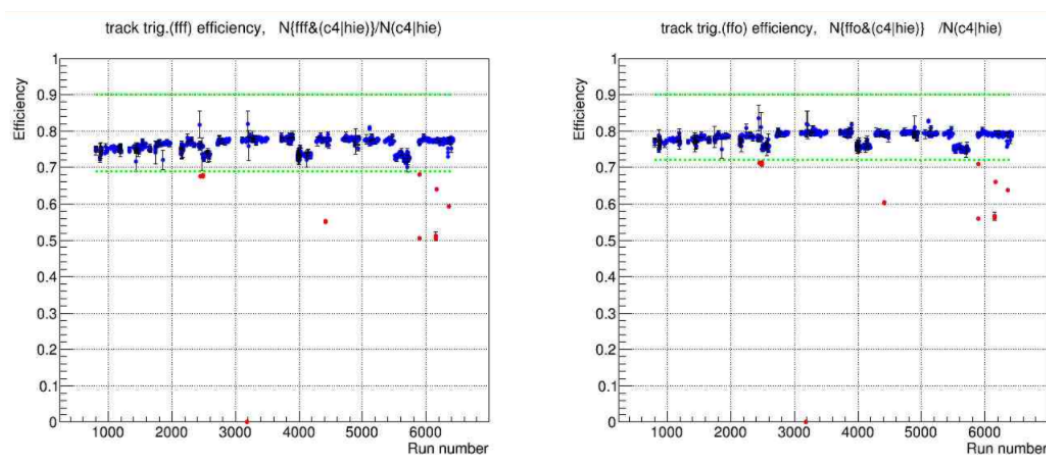 track trig.(fff) efficiency, N{fff&(c4|hie)}/N(c4|hie)
Efficiency
1
0.9
0.8
0.7
0.6
0.5
0.4
0.3
0.2
0.1
0
1000 2000 3000 4000 5000 6000
Run number
track trig.(ffo) efficiency, N{ffo&(c4|hie)} /N(c4|hie)
Efficiency
1
0.9
0.8
0.7
0.6
0.5
0.4
0.3
0.2
0.1
0
1000 2000 3000 4000 5000 6000
Run number